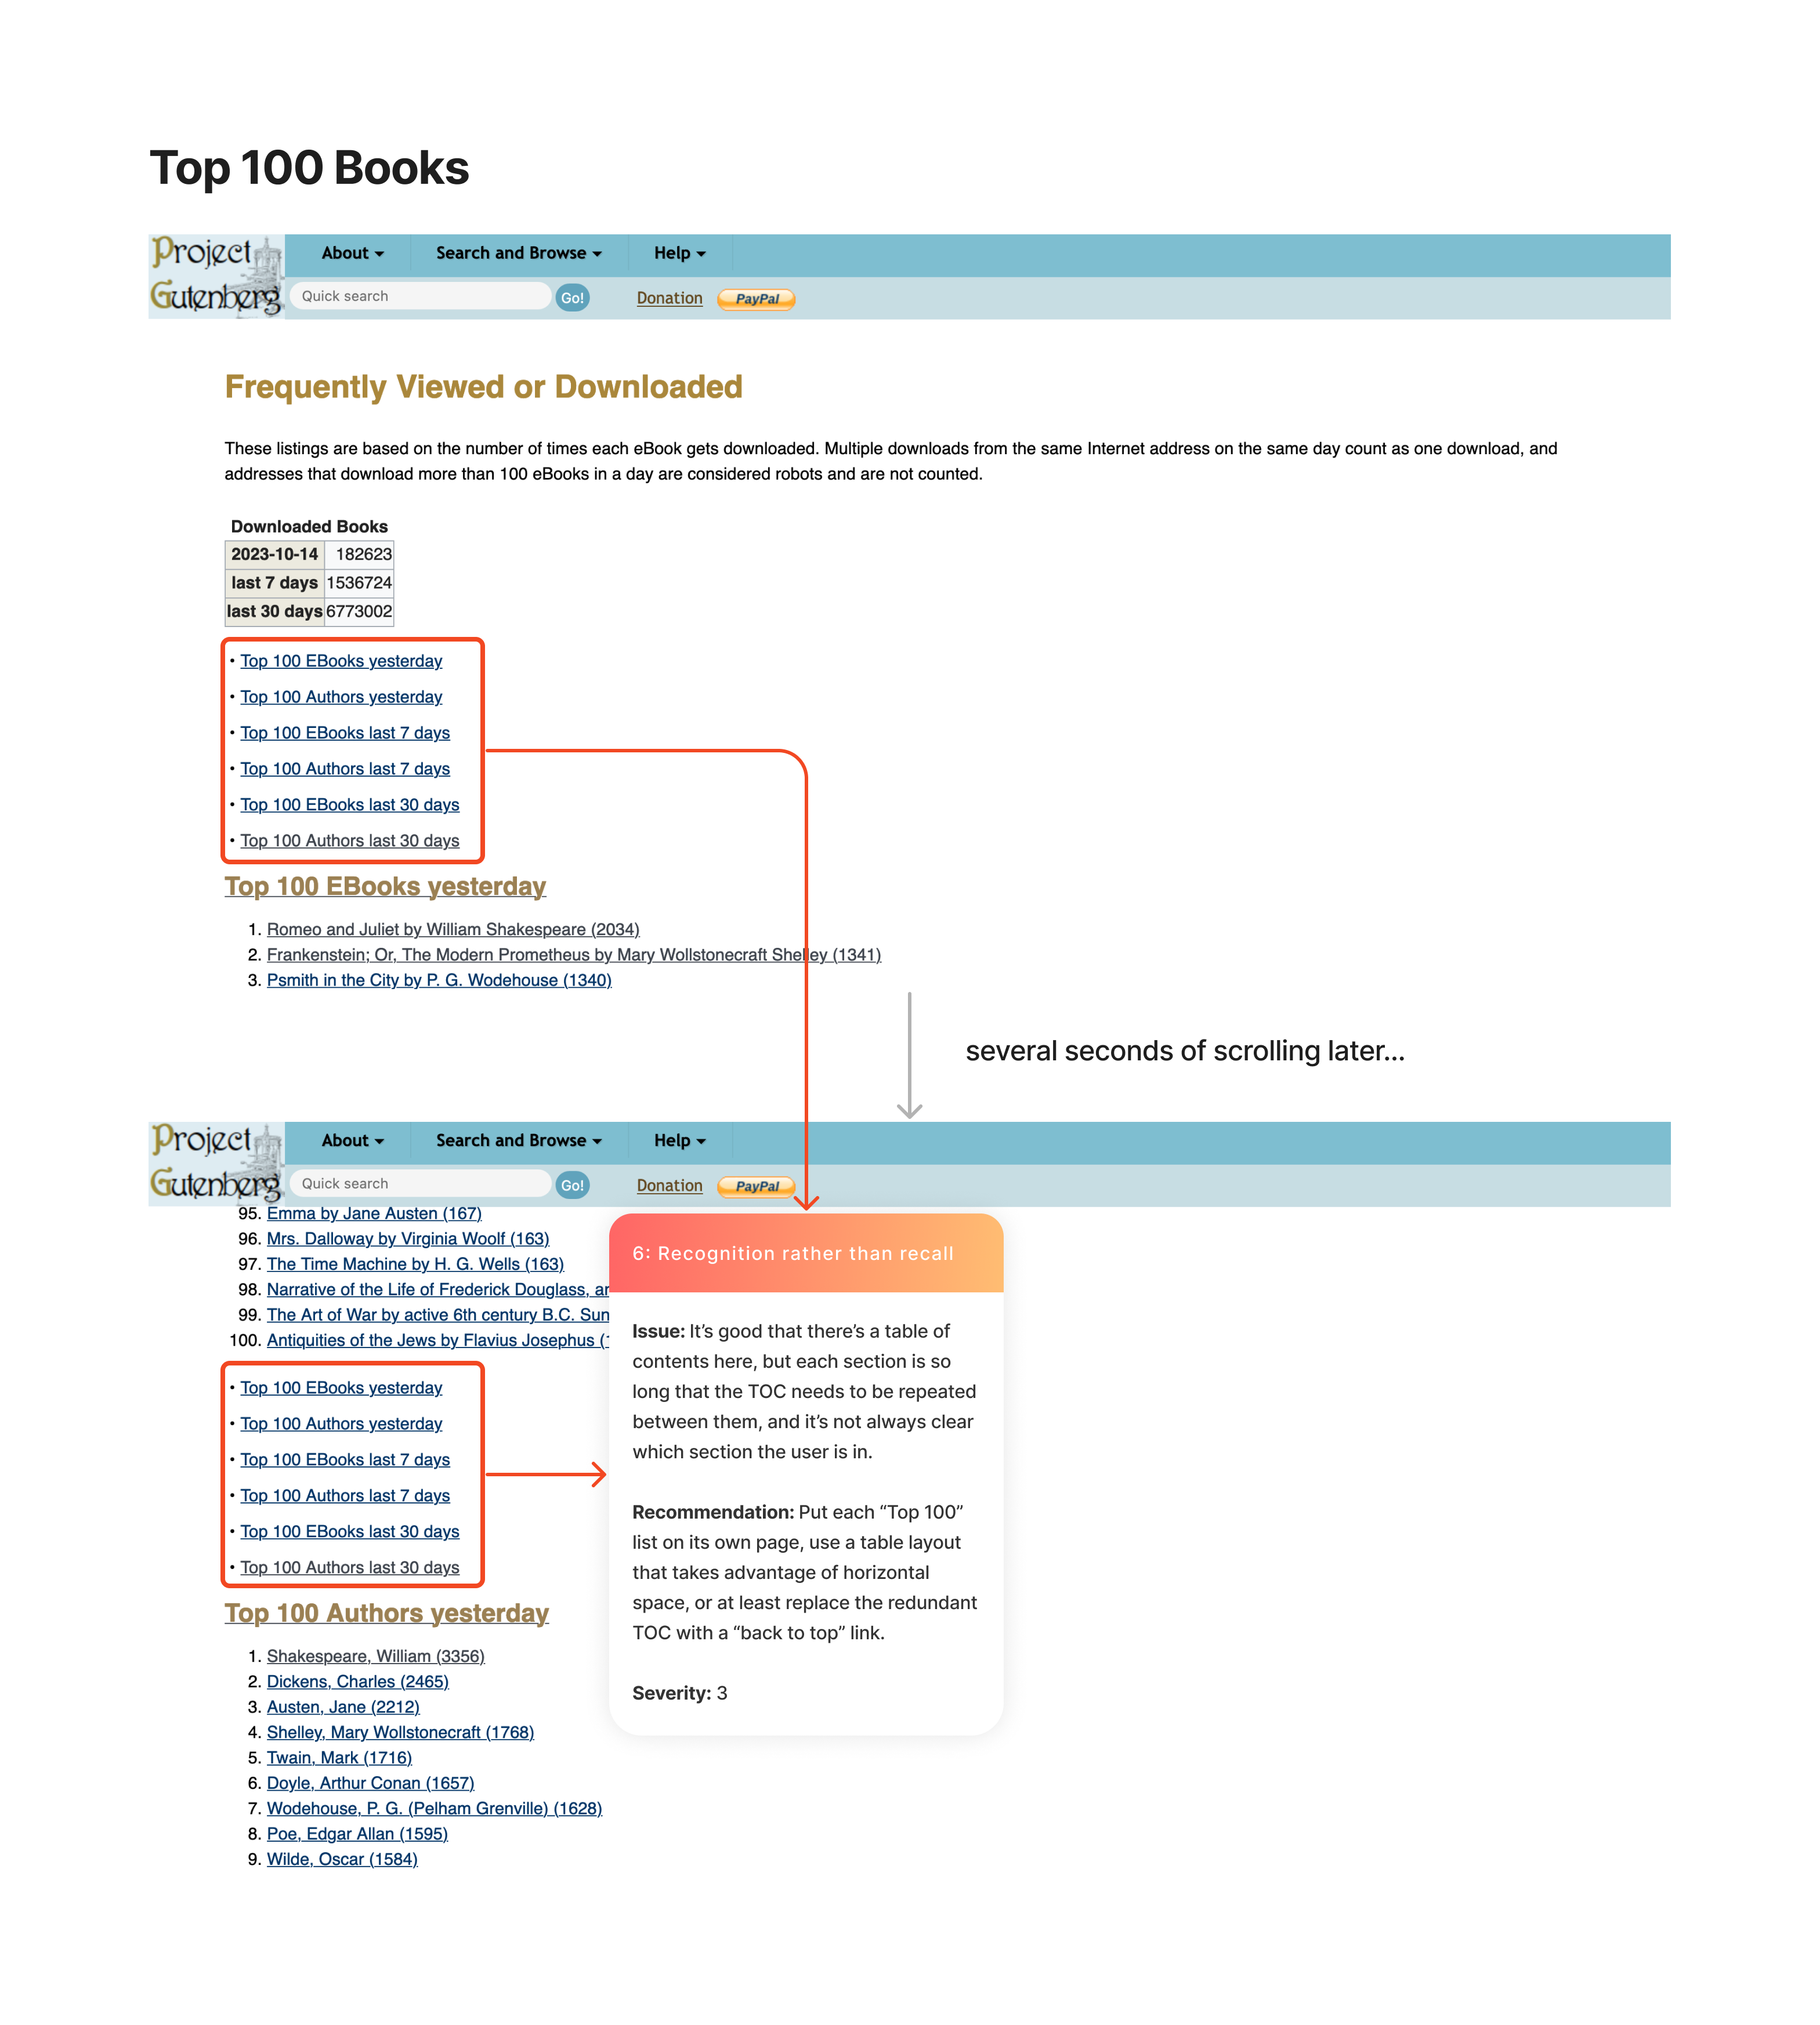 Top 100 Books
Project
Gutenberg
About
Search and Browse
Help
Quick search
Go!
Donation
PayPal
Frequently Viewed or Downloaded
These listings are based on the number of times each eBook gets downloaded. Multiple downloads from the same Internet address on the same day count as one download, and
addresses that download more than 100 eBooks in a day are considered robots and are not counted.
Downloaded Books
2023-10-14 182623
last 7 days 1536724
last 30 days 6773002
• Top 100 EBooks yesterday
• Top 100 Authors yesterday
• Top 100 EBooks last 7 days
• Top 100 Authors last 7 days
• Top 100 EBooks last 30 days
• Top 100 Authors last 30 days
Top 100 EBooks yesterday
1. Romeo and Juliet by William Shakespeare (2034)
2. Frankenstein; Or, The Modern Prometheus by Mary Wollstonecraft Shelley (1341)
3. Psmith in the City by P. G. Wodehouse (1340)
several seconds of scrolling later...
Project
Gutenberg
About
Search and Browse
Help
Quick search
Go!
Donation
PayPal
95. Emma by Jane Austen (167)
96. Mrs. Dalloway by Virginia Woolf (163)
97. The Time Machine by H. G. Wells (163)
98. Narrative of the Life of Frederick Douglass, ar
99. The Art of War by active 6th century B.C. Sun
100. Antiquities of the Jews by Flavius Josephus (
• Top 100 EBooks yesterday
• Top 100 Authors yesterday
• Top 100 EBooks last 7 days
• Top 100 Authors last 7 days
• Top 100 EBooks last 30 days
• Top 100 Authors last 30 days
Top 100 Authors yesterday
1. Shakespeare, William (3356)
2. Dickens, Charles (2465)
3. Austen, Jane (2212)
4. Shelley, Mary Wollstonecraft (1768)
5. Twain, Mark (1716)
6. Doyle, Arthur Conan (1657)
7. Wodehouse, P. G. (Pelham Grenville) (1628)
8. Poe, Edgar Allan (1595)
9. Wilde, Oscar (1584)
6: Recognition rather than recall
Issue: It’s good that there’s a table of
contents here, but each section is so
long that the TOC needs to be repeated
between them, and it’s not always clear
which section the user is in.
Recommendation: Put each “Top 100”
list on its own page, use a table layout
that takes advantage of horizontal
space, or at least replace the redundant
TOC with a “back to top” link.
Severity: 3